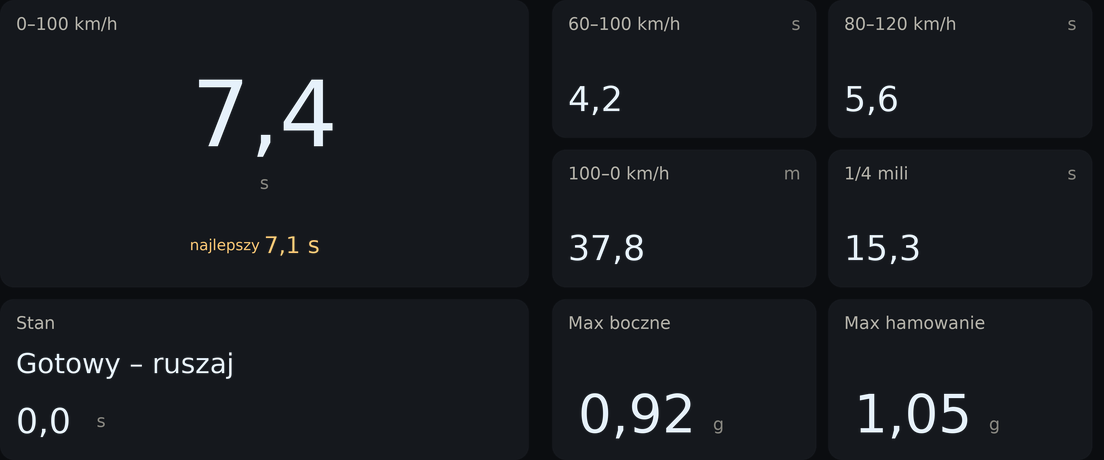 0–100 km/h
7,4
s
najlepszy 7,1 s
60–100 km/h s
4,2
80–120 km/h s
5,6
100–0 km/h m
37,8
1/4 mili s
15,3
Stan
Gotowy – ruszaj
0,0 s
Max boczne
0,92 g
Max hamowanie
1,05 g